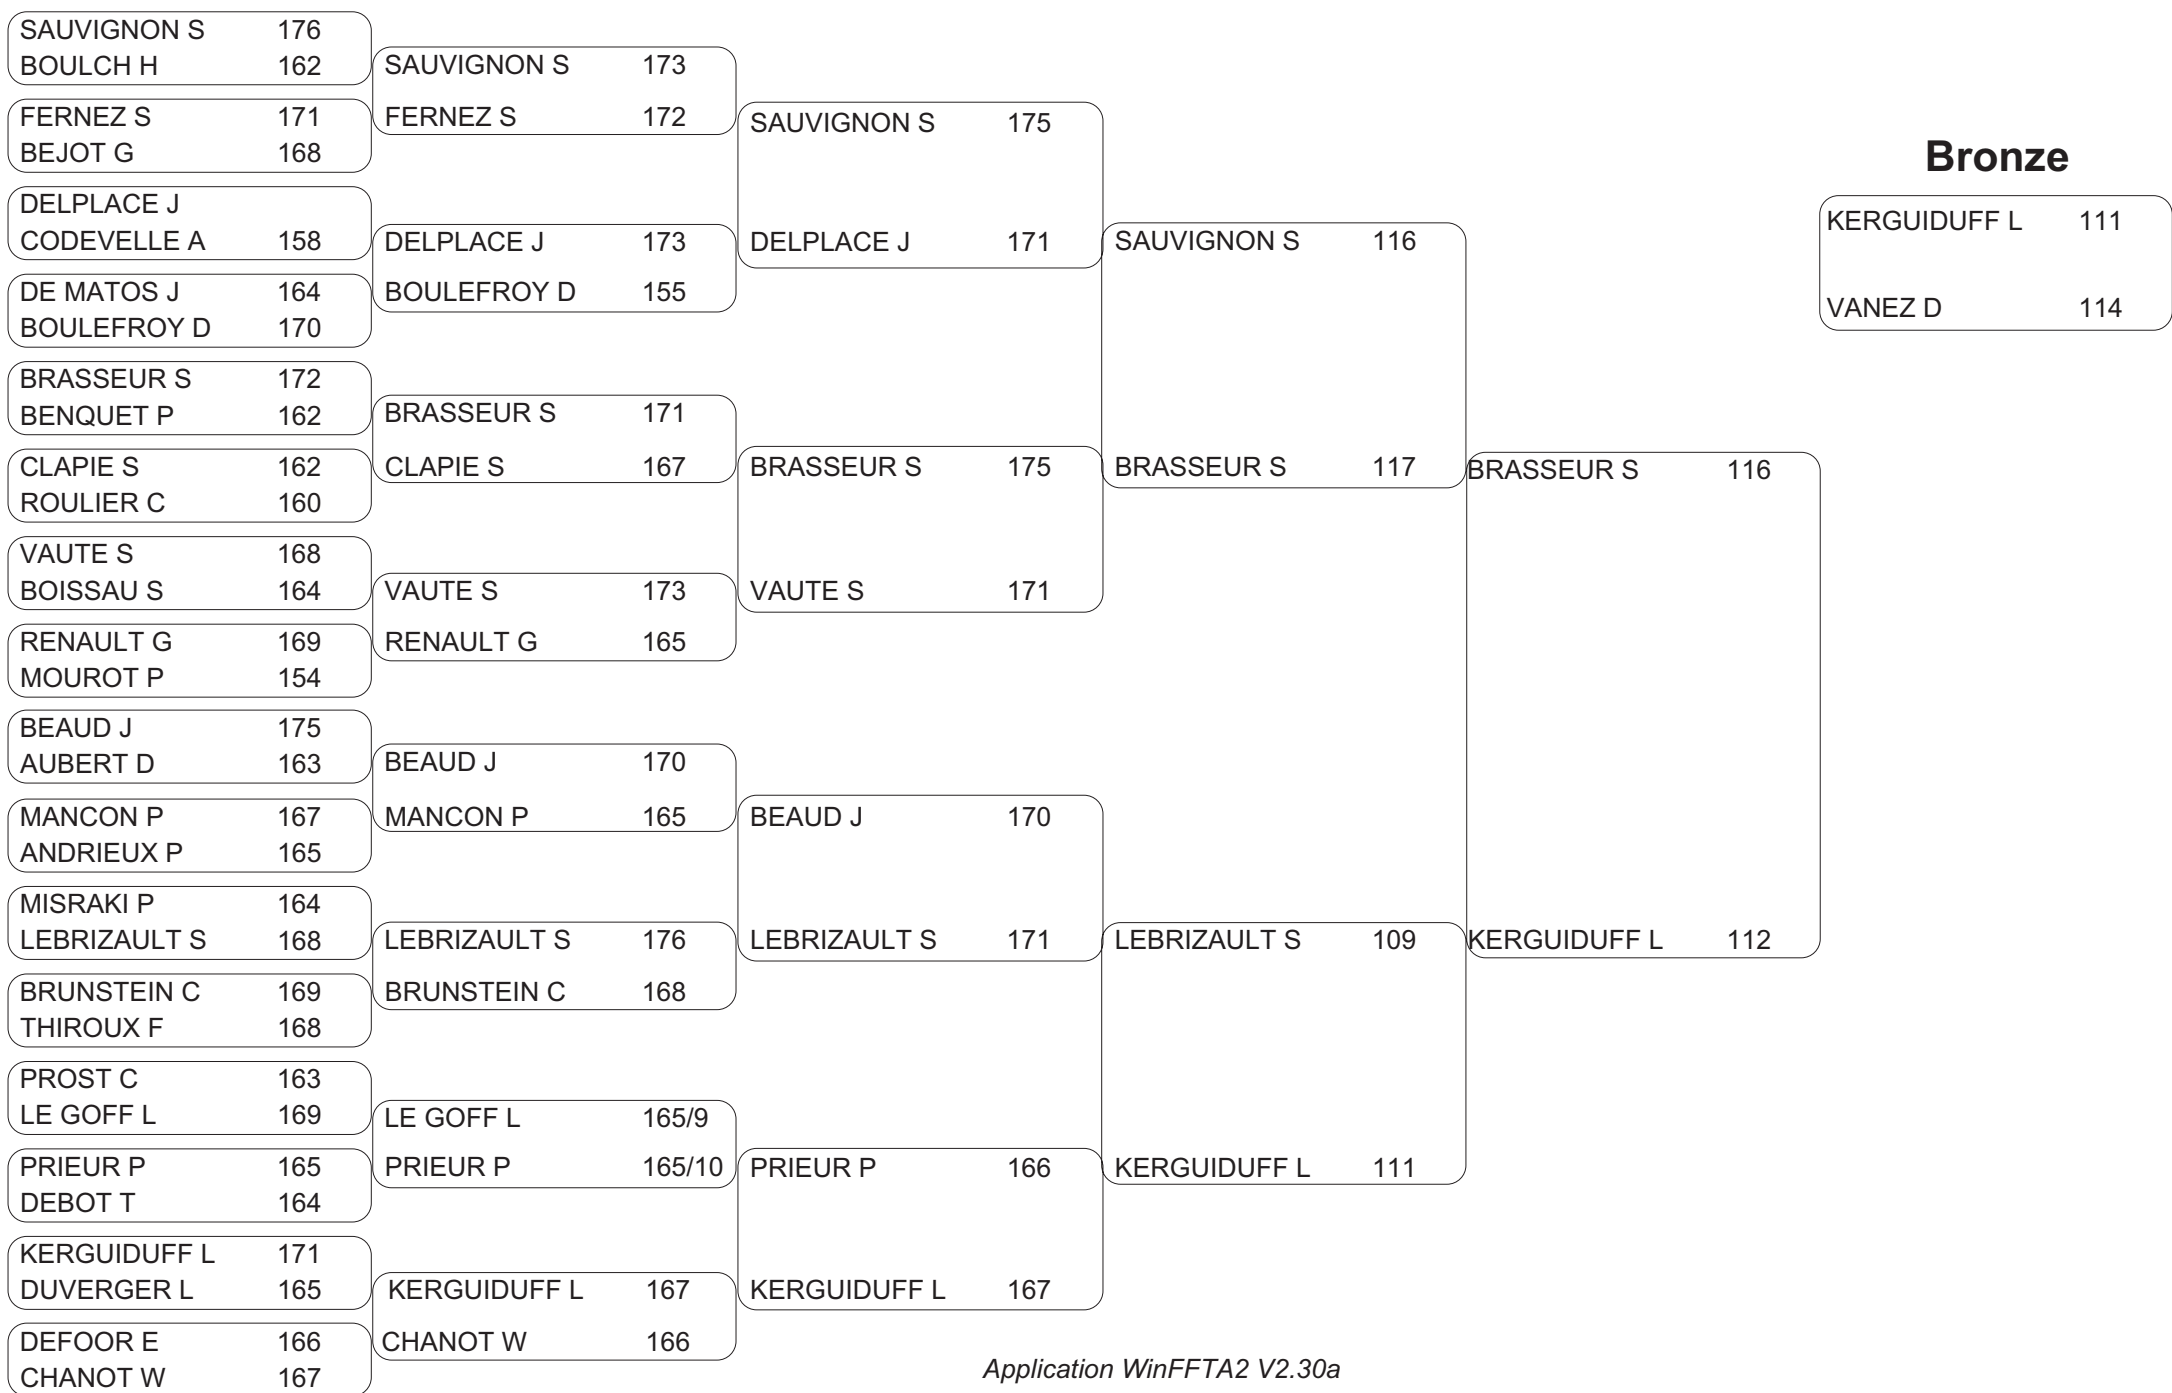 SAUVIGNON S 176
BOULCH H 162
FERNEZ S 171
BEJOT G 168
DELPLACE J
CODEVELLE A 158
DE MATOS J 164
BOULEFROY D 170
BRASSEUR S 172
BENQUET P 162
CLAPIE S 162
ROULIER C 160
VAUTE S 168
BOISSAU S 164
RENAULT G 169
MOUROT P 154
BEAUD J 175
AUBERT D 163
MANCON P 167
ANDRIEUX P 165
MISRAKI P 164
LEBRIZAULT S 168
BRUNSTEIN C 169
THIROUX F 168
PROST C 163
LE GOFF L 169
PRIEUR P 165
DEBOT T 164
KERGUIDUFF L 171
DUVERGER L 165
DEFOOR E 166
CHANOT W 167
SAUVIGNON S 173
FERNEZ S 172
DELPLACE J 173
BOULEFROY D 155
BRASSEUR S 171
CLAPIE S 167
VAUTE S 173
RENAULT G 165
BEAUD J 170
MANCON P 165
LEBRIZAULT S 176
BRUNSTEIN C 168
LE GOFF L 165/9
PRIEUR P 165/10
KERGUIDUFF L 167
CHANOT W 166
SAUVIGNON S 175
DELPLACE J 171
BRASSEUR S 175
VAUTE S 171
BEAUD J 170
LEBRIZAULT S 171
PRIEUR P 166
KERGUIDUFF L 167
SAUVIGNON S 116
BRASSEUR S 117
LEBRIZAULT S 109
KERGUIDUFF L 111
BRASSEUR S 116
KERGUIDUFF L 112
Bronze
KERGUIDUFF L 111
VANEZ D 114
Application WinFFTA2 V2.30a